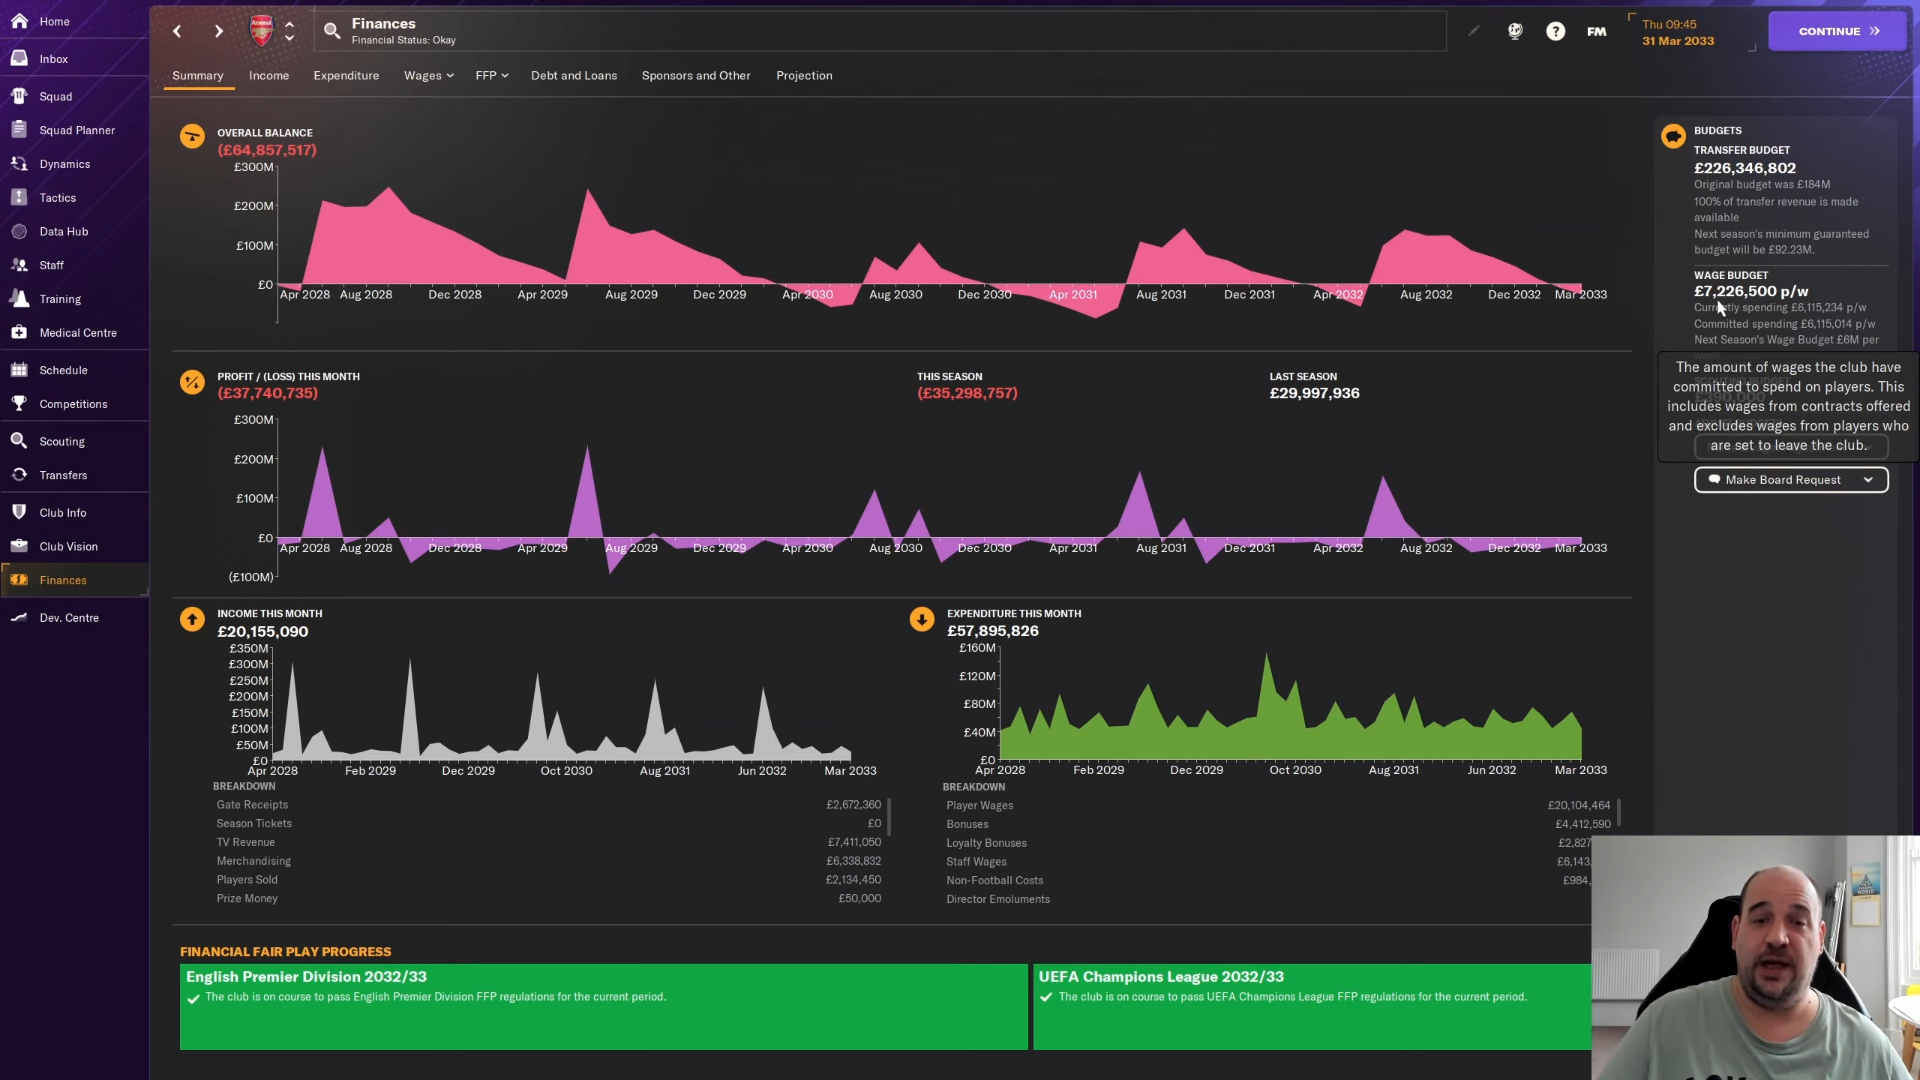 Home
Inbox
Squad
Squad Planner
Dynamics
Tactics
Data Hub
Staff
Training
Medical Centre
Schedule
Competitions
Scouting
Transfers
Club Info
Club Vision
Finances
Dev. Centre
Finances
Financial Status: Okay
FM
Thu 09:45
31 Mar 2033
CONTINUE
Summary
Income
Expenditure
Wages
FFP
Debt and Loans
Sponsors and Other
Projection
OVERALL BALANCE
(£64,857,517)
£300M
£200M
£100M
£0
Apr 2028 Aug 2028 Dec 2028 Apr 2029 Aug 2029 Dec 2029 Apr 2030 Aug 2030 Dec 2030 Apr 2031 Aug 2031 Dec 2031 Apr 2032 Aug 2032 Dec 2032 Mar 2033
PROFIT / (LOSS) THIS MONTH
(£37,740,735)
THIS SEASON
(£35,298,757)
LAST SEASON
£29,997,936
£300M
£200M
£100M
£0
(£100M)
Apr 2028 Aug 2028 Dec 2028 Apr 2029 Aug 2029 Dec 2029 Apr 2030 Aug 2030 Dec 2030 Apr 2031 Aug 2031 Dec 2031 Apr 2032 Aug 2032 Dec 2032 Mar 2033
INCOME THIS MONTH
£20,155,090
£350M
£300M
£250M
£200M
£150M
£100M
£50M
£0
Apr 2028 Feb 2029 Dec 2029 Oct 2030 Aug 2031 Jun 2032 Mar 2033
BREAKDOWN
Gate Receipts £2,672,360
Season Tickets £0
TV Revenue £7,411,050
Merchandising £6,338,832
Players Sold £2,134,450
Prize Money £50,000
EXPENDITURE THIS MONTH
£57,895,826
£160M
£120M
£80M
£40M
£0
Apr 2028 Feb 2029 Dec 2029 Oct 2030 Aug 2031 Jun 2032 Mar 2033
BREAKDOWN
Player Wages £20,104,464
Bonuses £4,412,590
Loyalty Bonuses £2,827
Staff Wages £6,143,
Non-Football Costs £984,
Director Emoluments
FINANCIAL FAIR PLAY PROGRESS
English Premier Division 2032/33
The club is on course to pass English Premier Division FFP regulations for the current period.
UEFA Champions League 2032/33
The club is on course to pass UEFA Champions League FFP regulations for the current period.
BUDGETS
TRANSFER BUDGET
£226,346,802
Original budget was £184M
100% of transfer revenue is made
available
Next season's minimum guaranteed
budget will be £92.23M.
WAGE BUDGET
£7,226,500 p/w
Currently spending £6,115,234 p/w
Committed spending £6,115,014 p/w
Next Season's Wage Budget £6M per
The amount of wages the club have
committed to spend on players. This
includes wages from contracts offered
and excludes wages from players who
are set to leave the club.
Make Board Request